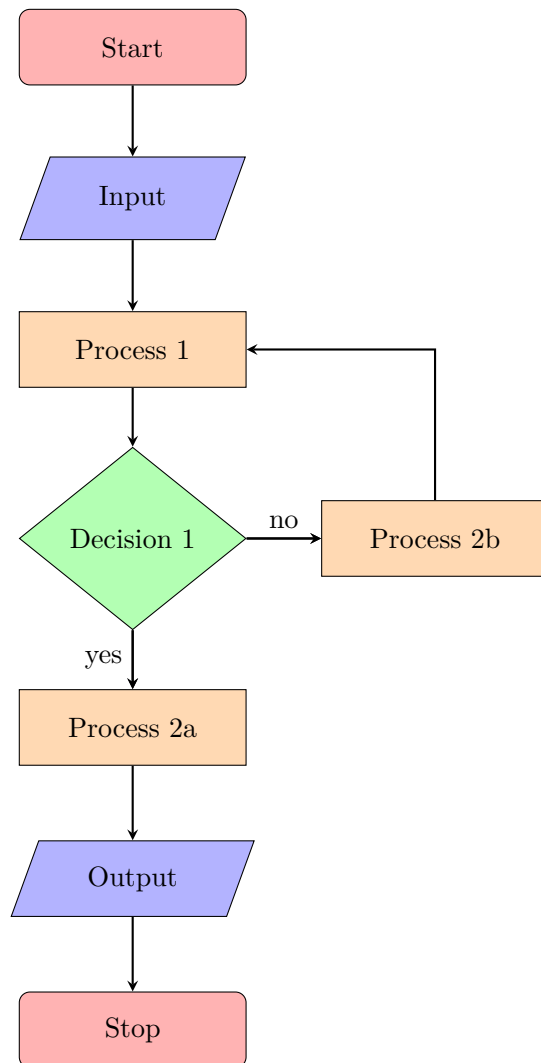 Start
Input
Process 1
Decision 1
no
Process 2b
yes
Process 2a
Output
Stop